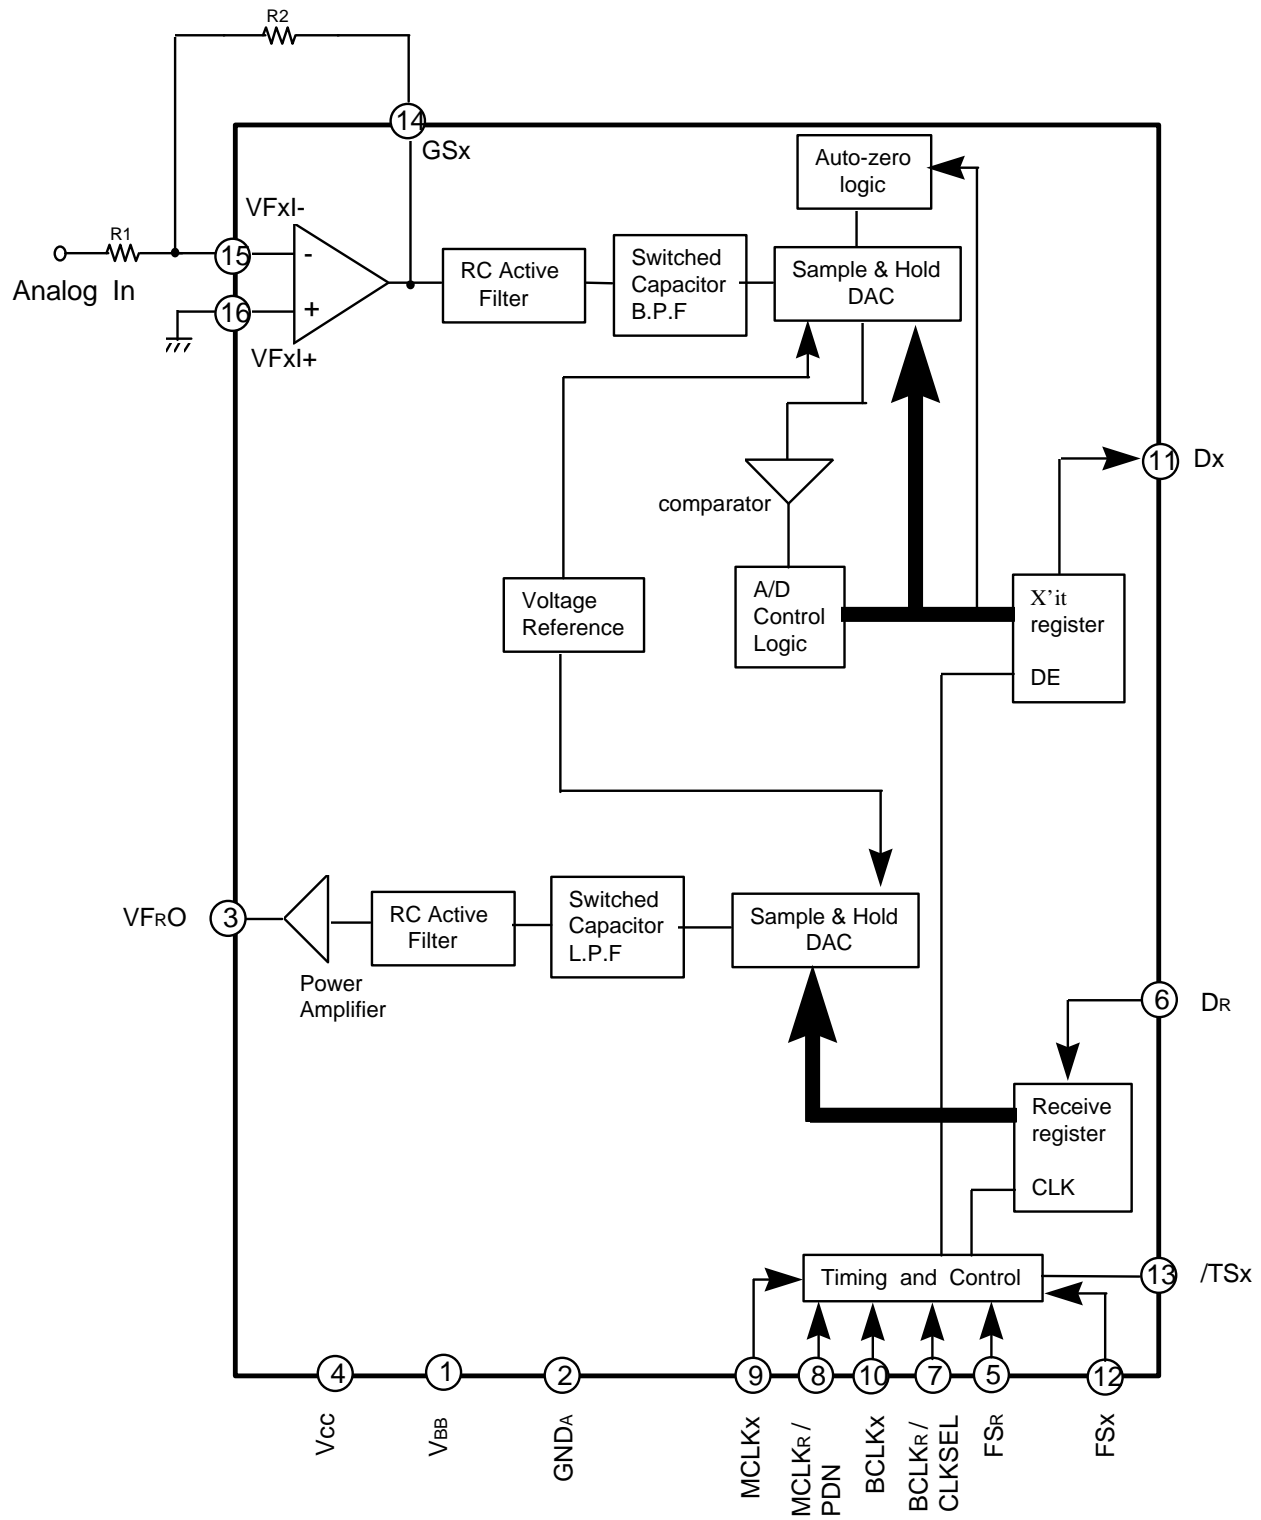 R2
14
GSx
Auto-zero
logic
VFxI-
R1
15
-
RC Active
Filter
Switched
Capacitor
B.P.F
Sample & Hold
DAC
Analog In
16
+
VFxI+
11
Dx
comparator
Voltage
Reference
A/D
Control
Logic
X’it
register
DE
VFRO
3
Power
Amplifier
RC Active
Filter
Switched
Capacitor
L.P.F
Sample & Hold
DAC
6
DR
Receive
register
CLK
Timing and Control
13
/TSx
4
1
2
9
8
10
7
5
12
Vcc
VBB
GNDA
MCLKx
MCLKR /
PDN
BCLKx
BCLKR /
CLKSEL
FSR
FSx